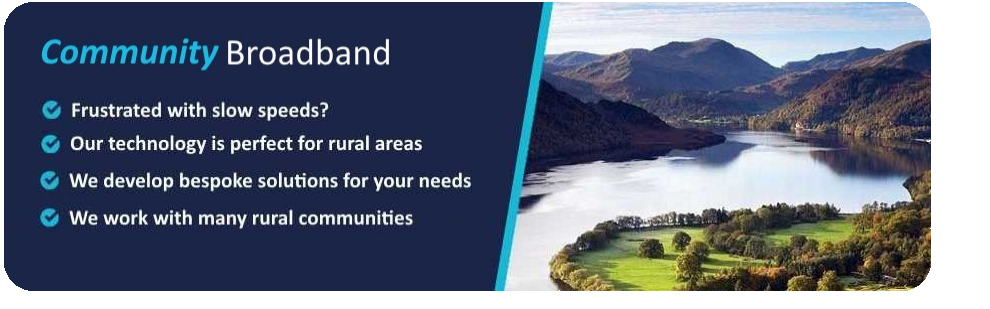 Community Broadband
Frustrated with slow speeds?
Our technology is perfect for rural areas
We develop bespoke solutions for your needs
We work with many rural communities